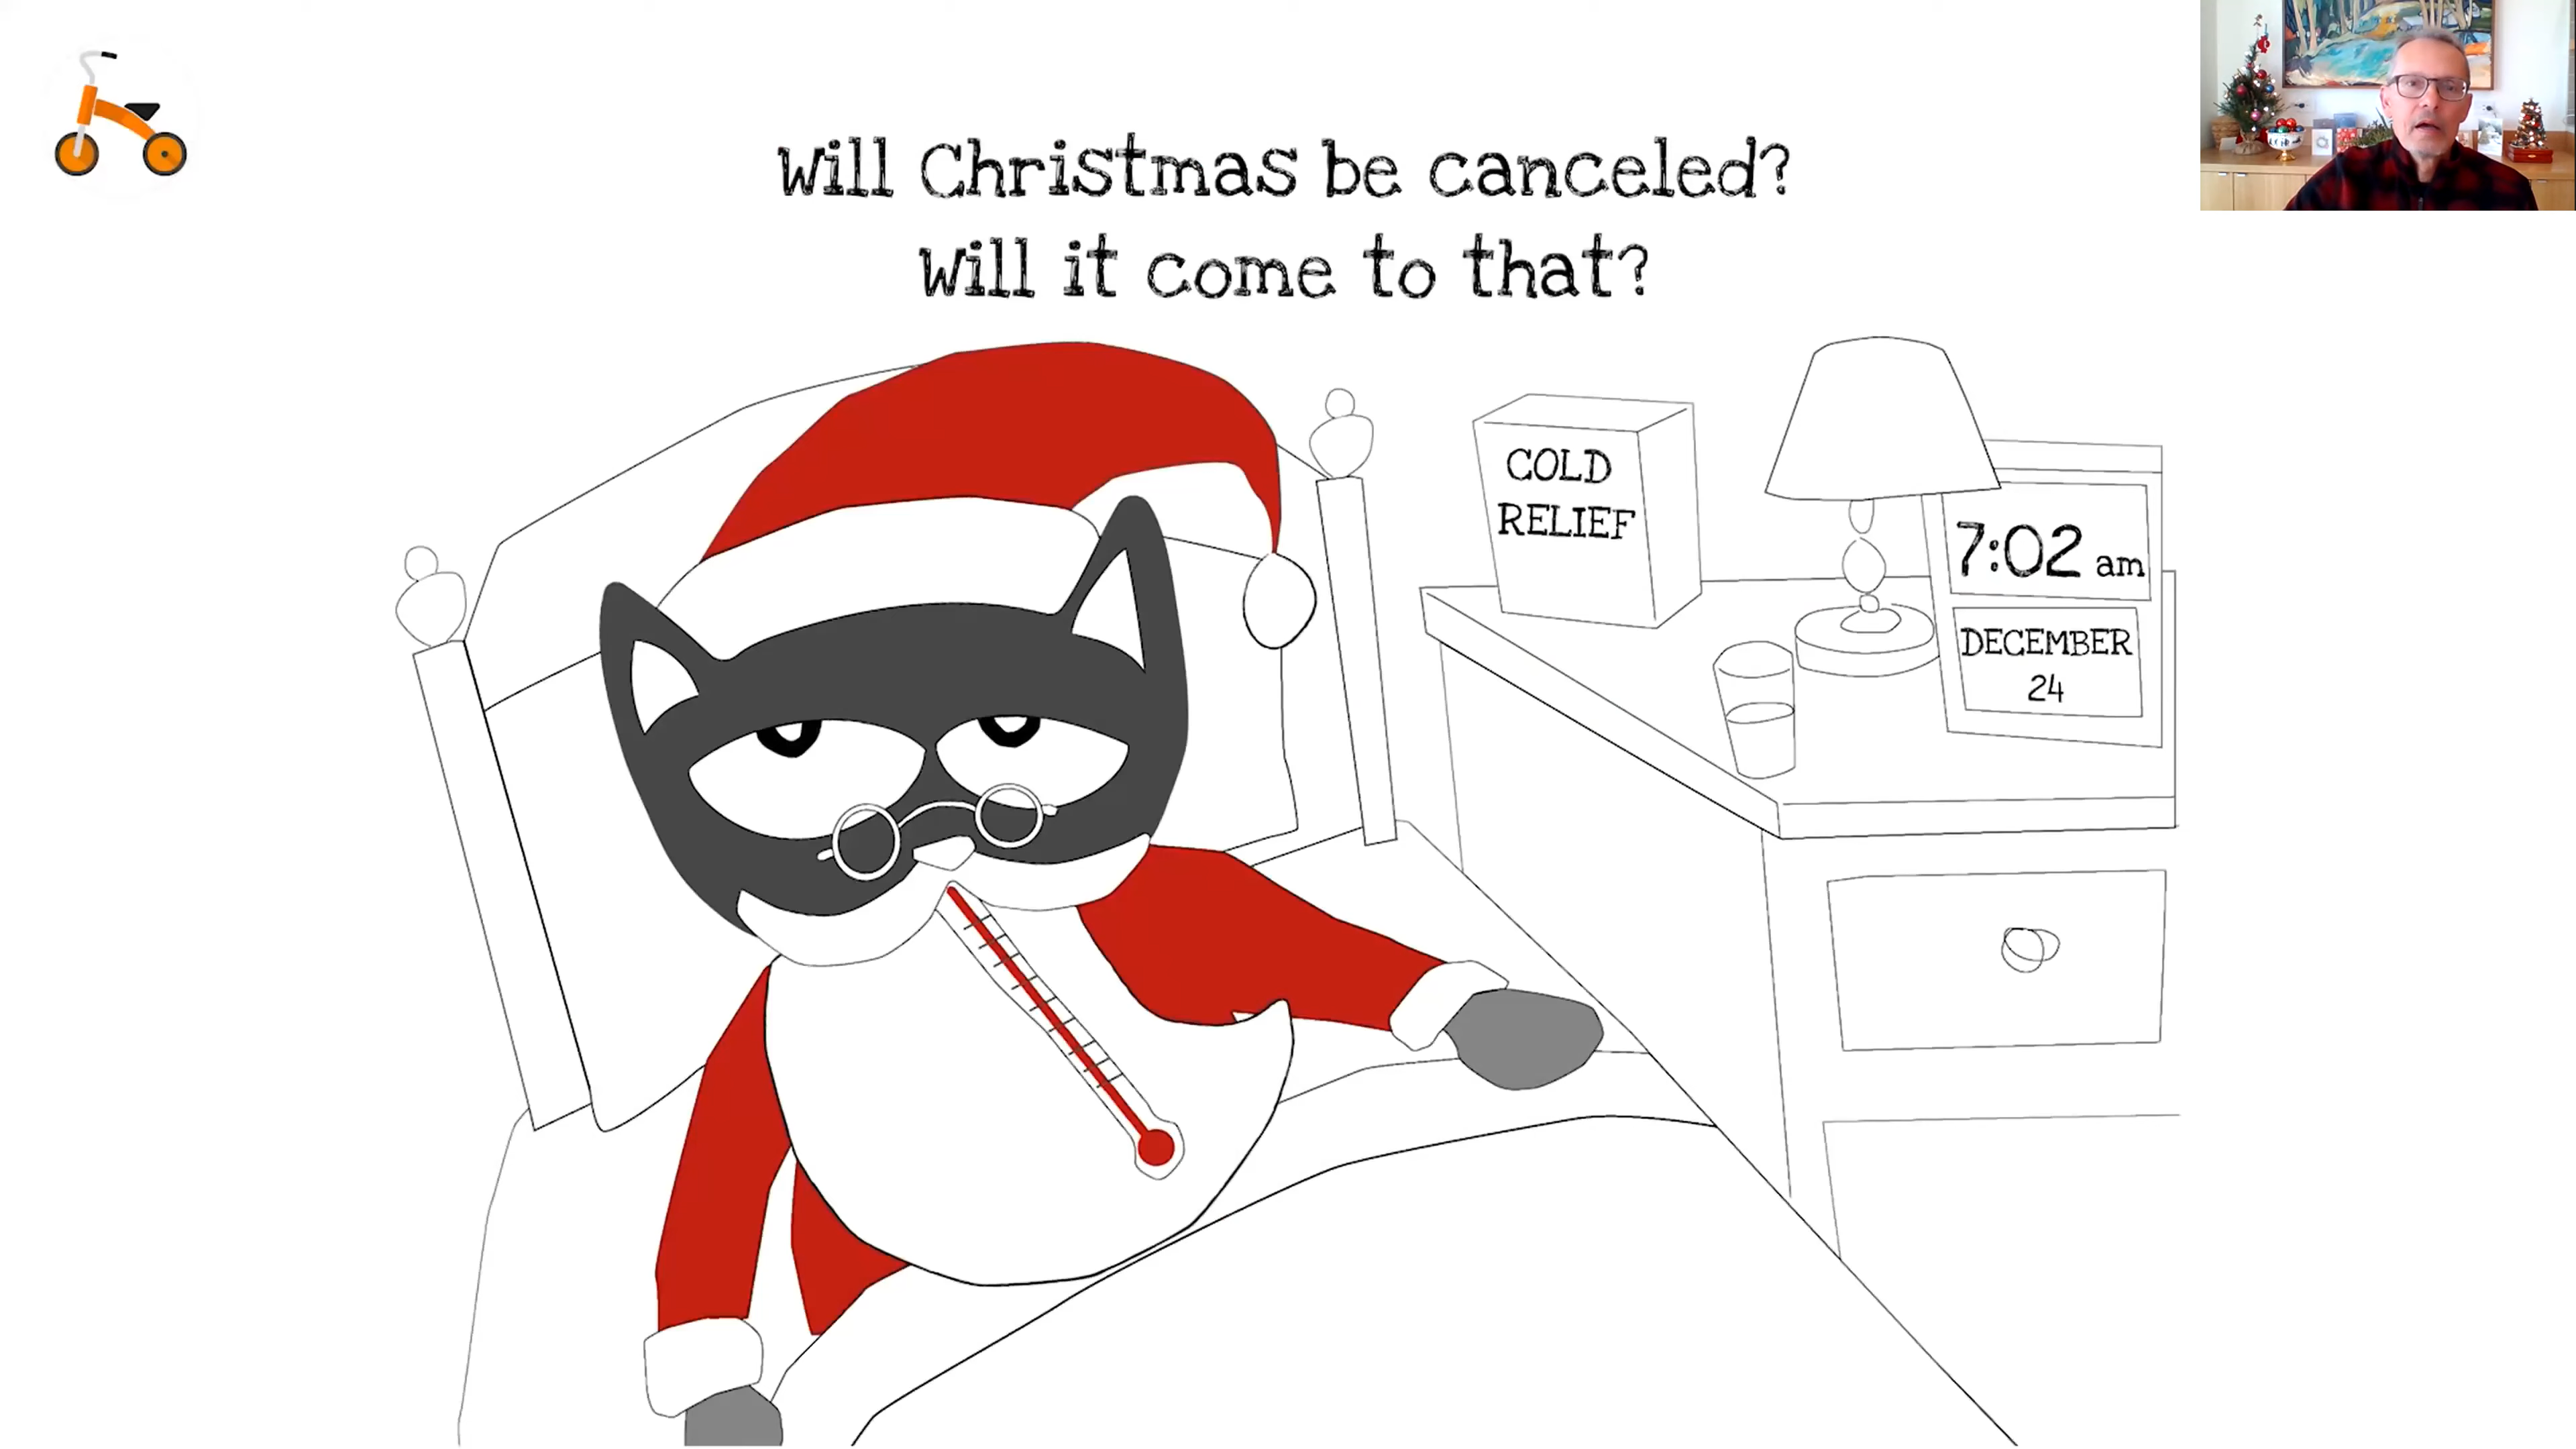 Will Christmas be canceled?
Will it come to that?
COLD
RELIEF
7:02 am
DECEMBER
24